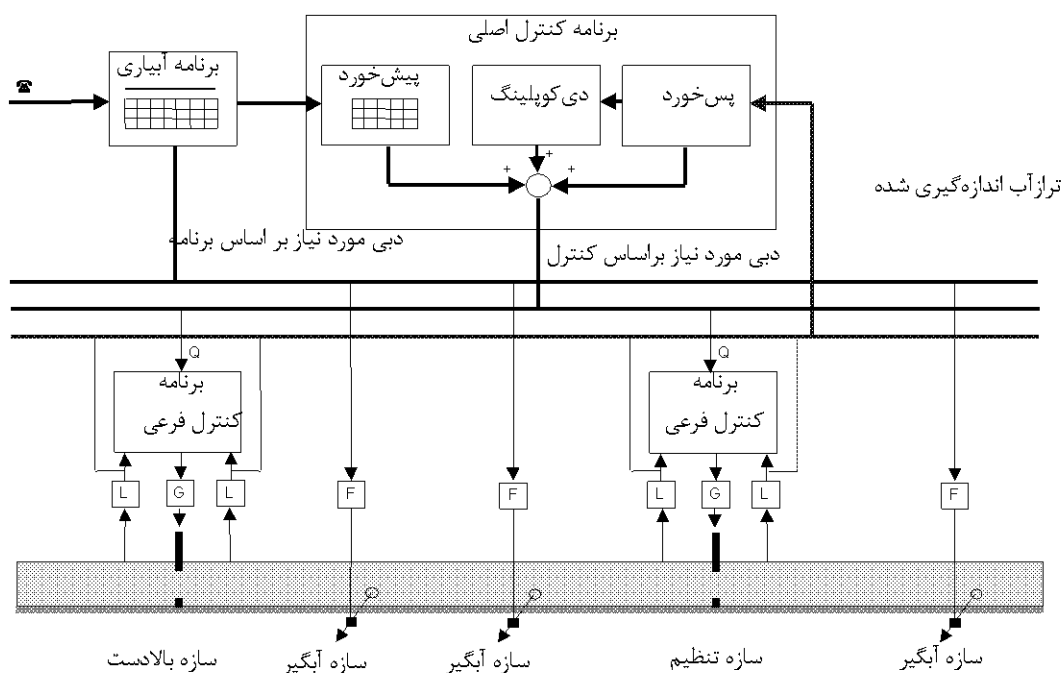 برنامه کنترل اصلی
برنامه آبیاری
پیش‌خورد
دی‌کوپلینگ
پس‌خورد
+
+
+
ترازآب اندازه‌گیری شده
دبی مورد نیاز بر اساس برنامه
دبی مورد نیاز براساس کنترل
Q
Q
برنامه
کنترل فرعی
برنامه
کنترل فرعی
L
G
L
F
F
L
G
L
F
سازه بالادست
سازه آبگیر
سازه آبگیر
سازه تنظیم
سازه آبگیر